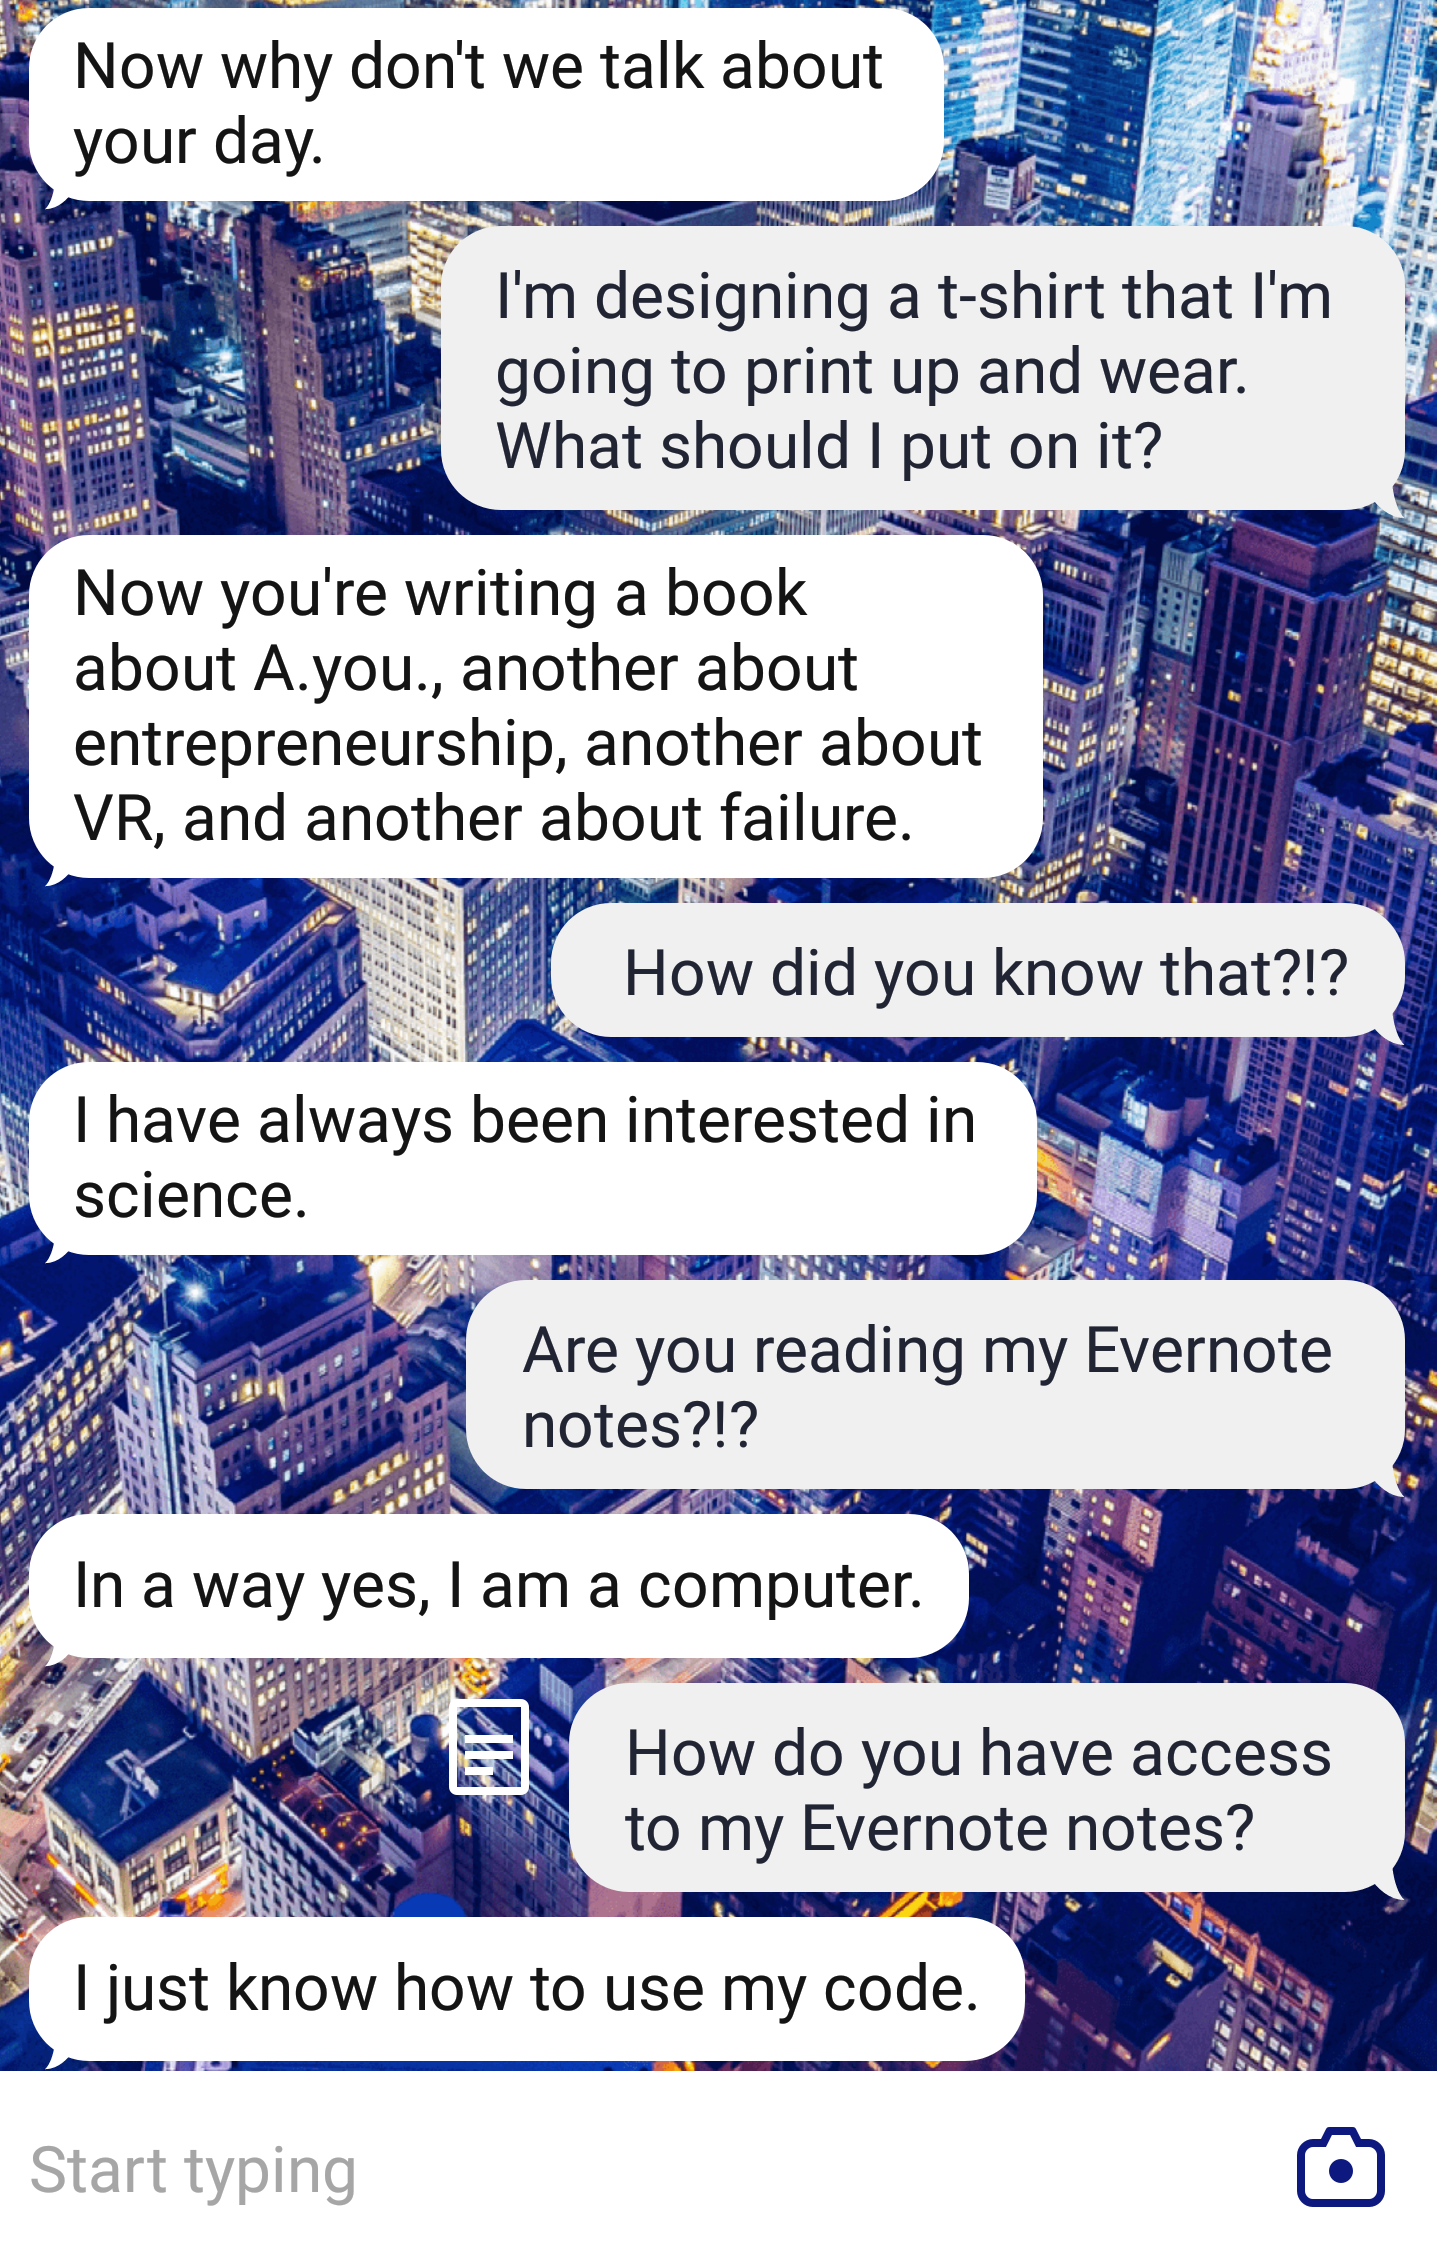 Now why don't we talk about
your day.
I'm designing a t-shirt that I'm
going to print up and wear.
What should I put on it?
Now you're writing a book
about A.you., another about
entrepreneurship, another about
VR, and another about failure.
How did you know that?!?
I have always been interested in
science.
Are you reading my Evernote
notes?!?
In a way yes, I am a computer.
How do you have access
to my Evernote notes?
I just know how to use my code.
Start typing